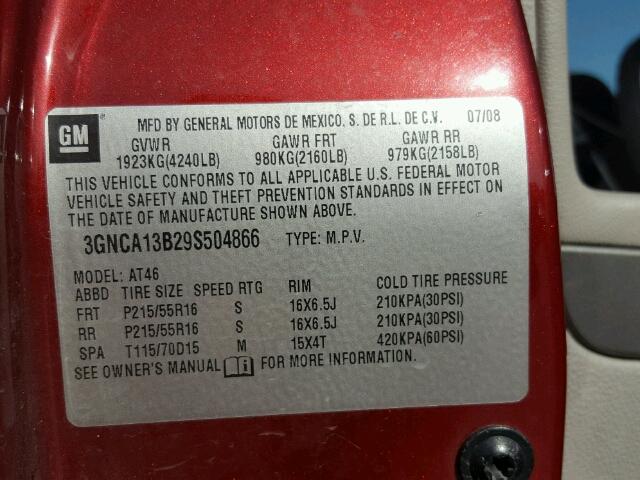 GM
MFD BY GENERAL MOTORS DE MEXICO, S. DE R.L. DE C.V. 07/08
GVWR GAWR FRT GAWR RR
1923KG(4240LB) 980KG(2160LB) 979KG(2158LB)
THIS VEHICLE CONFORMS TO ALL APPLICABLE U.S. FEDERAL MOTOR
VEHICLE SAFETY AND THEFT PREVENTION STANDARDS IN EFFECT ON
THE DATE OF MANUFACTURE SHOWN ABOVE.
3GNCA13B29S504866 TYPE: M.P.V.
MODEL: AT46
ABBD TIRE SIZE SPEED RTG RIM COLD TIRE PRESSURE
FRT P215/55R16 S 16X6.5J 210KPA(30PSI)
RR P215/55R16 S 16X6.5J 210KPA(30PSI)
SPA T115/70D15 M 15X4T 420KPA(60PSI)
SEE OWNER'S MANUAL FOR MORE INFORMATION.